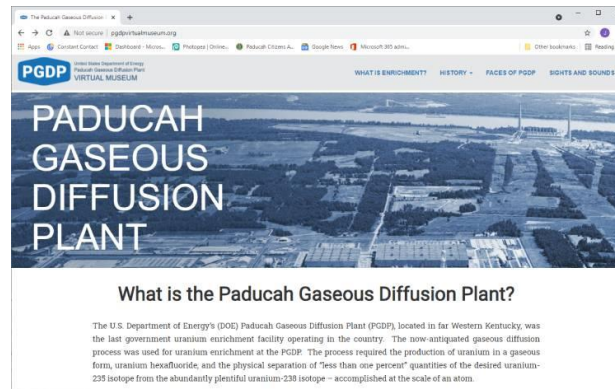 The Paducah Gaseous Diffusion
Not secure | pgdpvirtualmuseum.org
Apps Constant Contact Dashboard - Micros... Photopea | Online... Paducah Citizens A... Google News Microsoft 365 admi... Other bookmarks Reading
PGDP
United States Department of Energy
Paducah Gaseous Diffusion Plant
VIRTUAL MUSEUM
WHAT IS ENRICHMENT? HISTORY FACES OF PGDP SIGHTS AND SOUNDS
PADUCAH
GASEOUS
DIFFUSION
PLANT
What is the Paducah Gaseous Diffusion Plant?
The U.S. Department of Energy's (DOE) Paducah Gaseous Diffusion Plant (PGDP), located in far Western Kentucky, was
the last government uranium enrichment facility operating in the country. The now-antiquated gaseous diffusion
process was used for uranium enrichment at the PGDP. The process required the production of uranium in a gaseous
form, uranium hexafluoride, and the physical separation of "less than one percent" quantities of the desired uranium-
235 isotope from the abundantly plentiful uranium-238 isotope – accomplished at the scale of an atom.